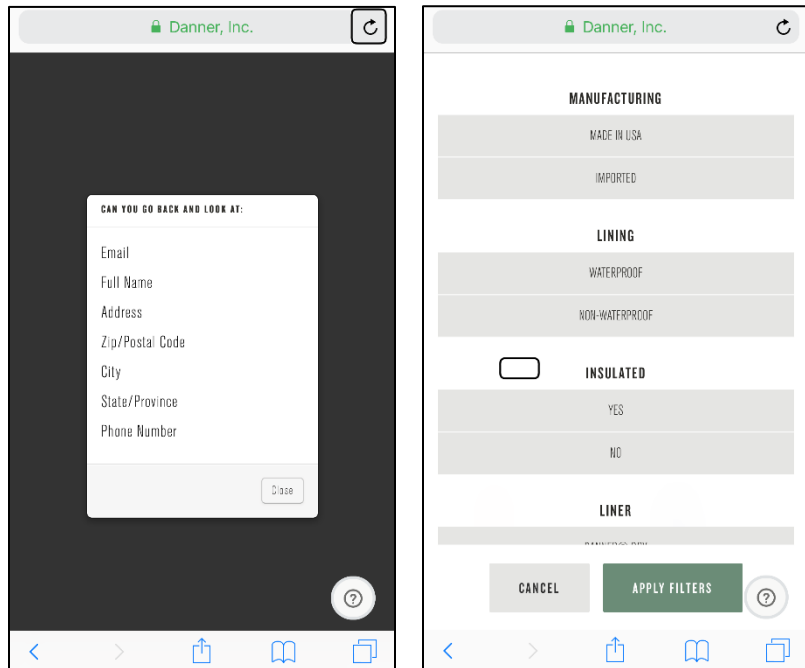 Danner, Inc.
CAN YOU GO BACK AND LOOK AT:
Email
Full Name
Address
Zip/Postal Code
City
State/Province
Phone Number
Close
?
Danner, Inc.
MANUFACTURING
MADE IN USA
IMPORTED
LINING
WATERPROOF
NON-WATERPROOF
INSULATED
YES
NO
LINER
CANCEL
APPLY FILTERS
?